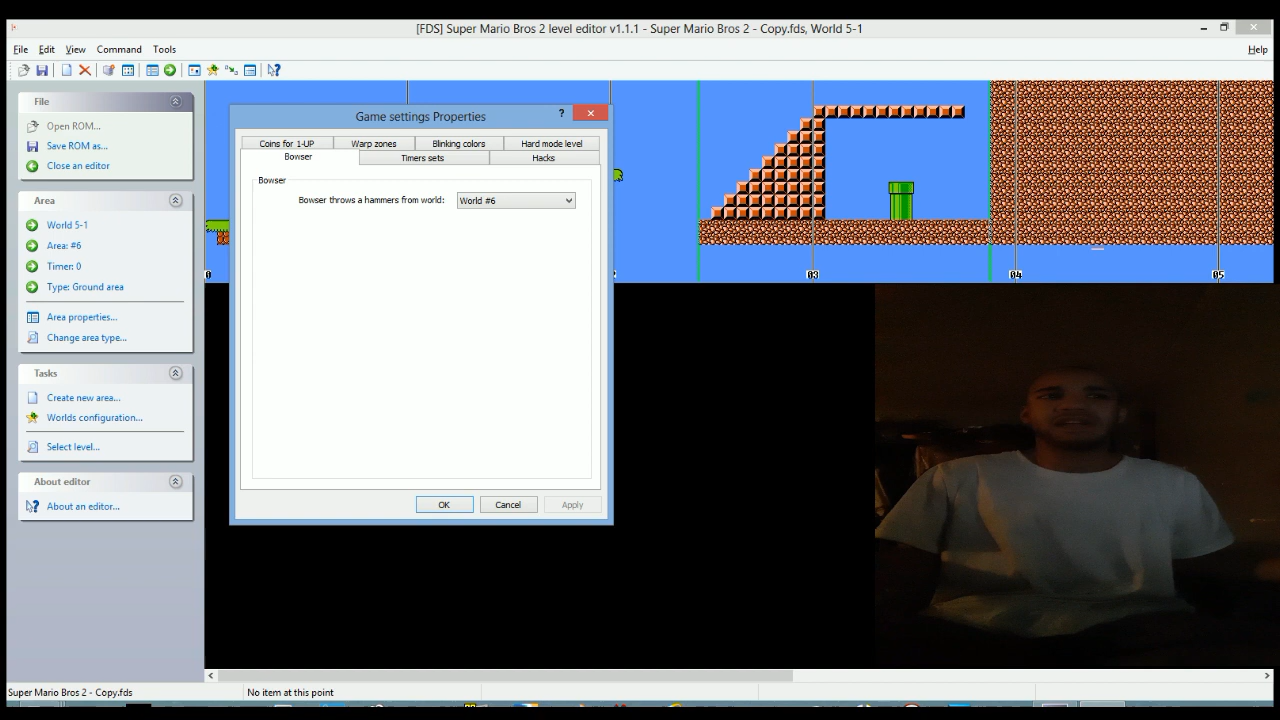 [FDS] Super Mario Bros 2 level editor v1.1.1 - Super Mario Bros 2 - Copy.fds, World 5-1
File Edit View Command Tools Help
File
Open ROM...
Save ROM as...
Close an editor
Area
World 5-1
Area: #6
Timer: 0
Type: Ground area
Area properties...
Change area type...
Tasks
Create new area...
Worlds configuration...
Select level...
About editor
About an editor...
Game settings Properties
Coins for 1-UP Warp zones Blinking colors Hard mode level
Bowser Timers sets Hacks
Bowser
Bowser throws a hammers from world: World #6
OK Cancel Apply
03 04 05
Super Mario Bros 2 - Copy.fds No item at this point